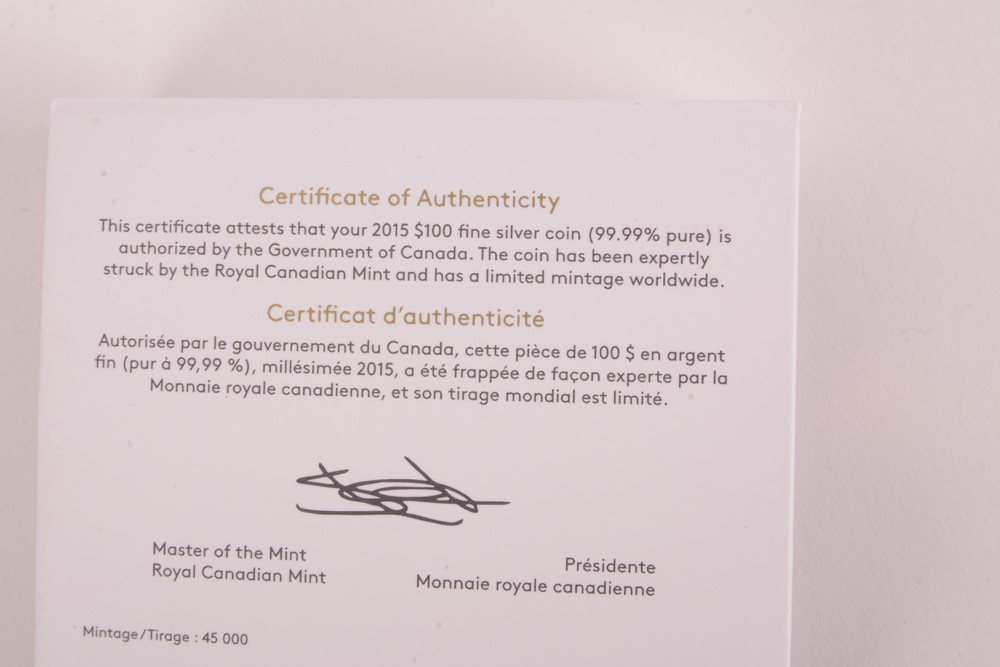 Certificate of Authenticity
This certificate attests that your 2015 $100 fine silver coin (99.99% pure) is
authorized by the Government of Canada. The coin has been expertly
struck by the Royal Canadian Mint and has a limited mintage worldwide.
Certificat d’authenticité
Autorisée par le gouvernement du Canada, cette pièce de 100 $ en argent
fin (pur à 99,99 %), millésimée 2015, a été frappée de façon experte par la
Monnaie royale canadienne, et son tirage mondial est limité.
Master of the Mint
Royal Canadian Mint
Présidente
Monnaie royale canadienne
Mintage/Tirage : 45 000